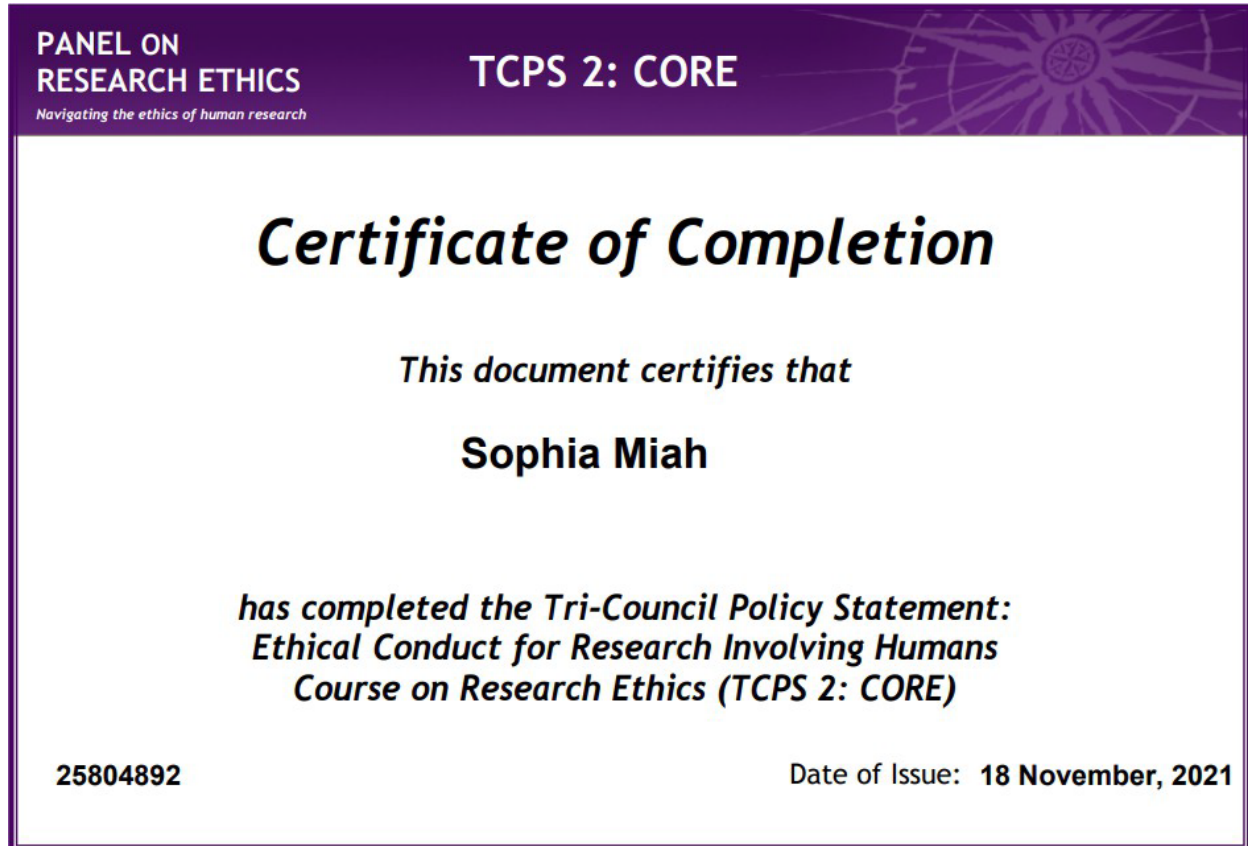 PANEL ON
RESEARCH ETHICS
Navigating the ethics of human research
TCPS 2: CORE
Certificate of Completion
This document certifies that
Sophia Miah
has completed the Tri-Council Policy Statement:
Ethical Conduct for Research Involving Humans
Course on Research Ethics (TCPS 2: CORE)
25804892
Date of Issue: 18 November, 2021